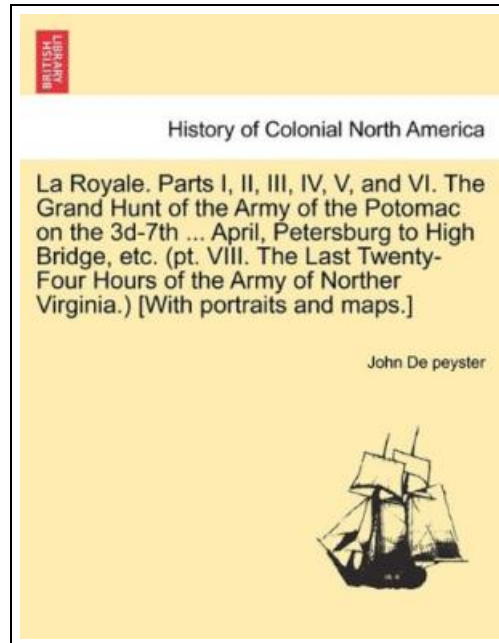 BRITISH
LIBRARY
History of Colonial North America
La Royale. Parts I, II, III, IV, V, and VI. The
Grand Hunt of the Army of the Potomac
on the 3d-7th ... April, Petersburg to High
Bridge, etc. (pt. VIII. The Last Twenty-
Four Hours of the Army of Norther
Virginia.) [With portraits and maps.]
John De peyster